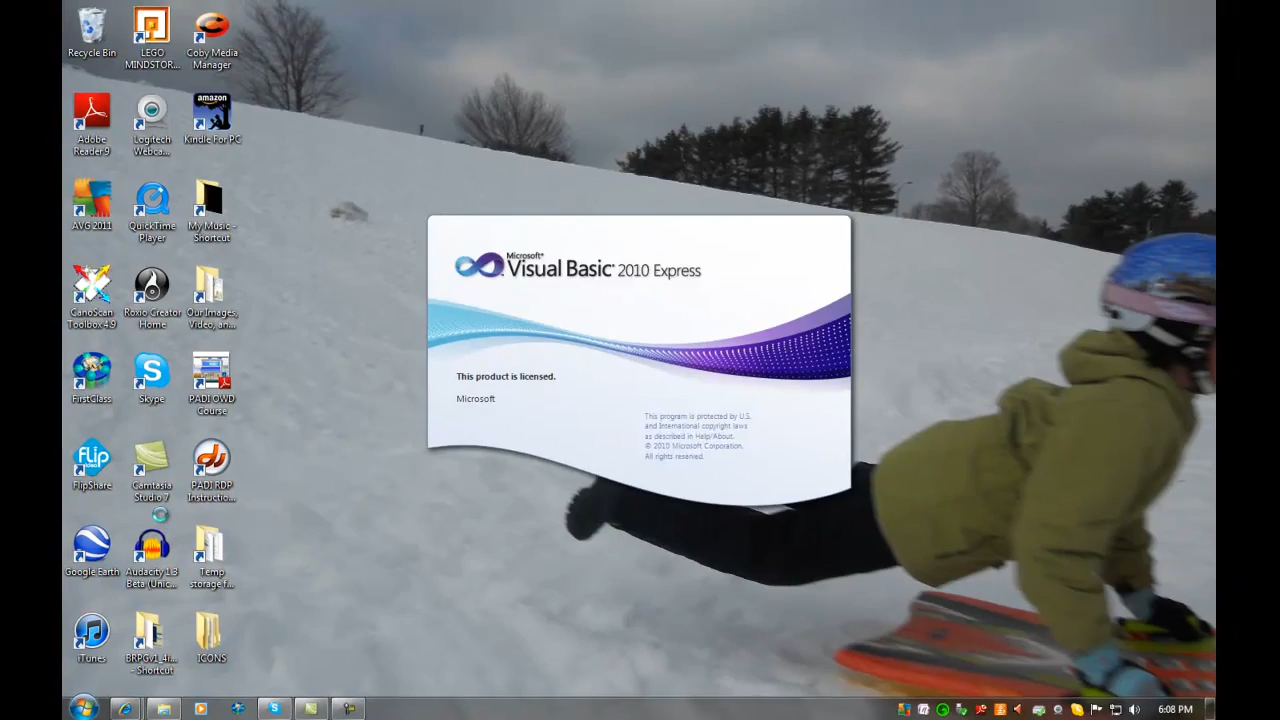 Recycle Bin
LEGO
MINDSTOR...
Coby Media
Manager
Adobe
Reader 9
Logitech
Webca...
amazon
Kindle For PC
AVG 2011
QuickTime
Player
My Music -
Shortcut
CanoScan
Toolbox 4.9
Roxio Creator
Home
Our Images,
Video, an...
FirstClass
Skype
PADI OWD
Course
flip
video
FlipShare
Camtasia
Studio 7
PADI RDP
Instructio...
Google Earth
Audacity 1.3
Beta (Unic...
Temp
storage f...
iTunes
BRPGv1_4i...
- Shortcut
ICONS
Microsoft®
Visual Basic® 2010 Express
This product is licensed.
Microsoft
This program is protected by U.S.
and International copyright laws
as described in Help/About.
© 2010 Microsoft Corporation.
All rights reserved.
6:08 PM